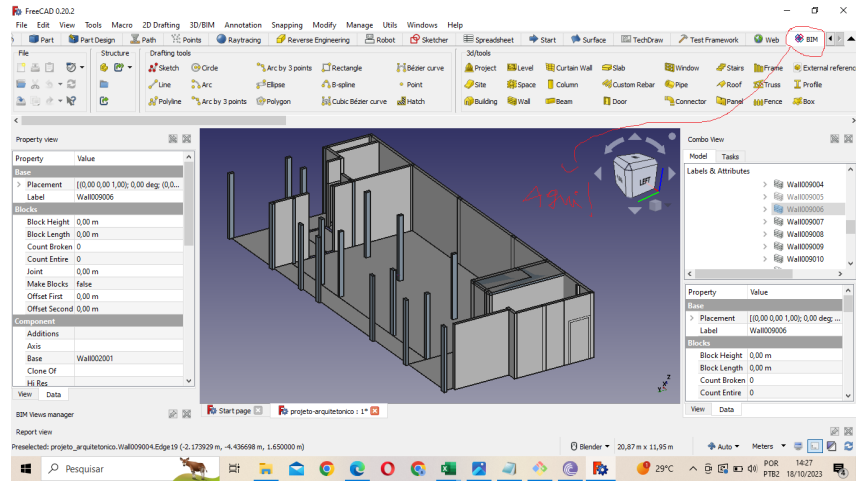 FreeCAD 0.20.2
File Edit View Tools Macro 2D Drafting 3D/BIM Annotation Snapping Modify Manage Utils Windows Help
Part Part Design Path Points Raytracing Reverse Engineering Robot Sketcher Spreadsheet Start Surface TechDraw Test Framework Web BIM
File Structure Drafting tools 3d/tools
Sketch Circle Arc by 3 points Rectangle Bézier curve Project Level Curtain Wall Slab Window Stairs Frame External referenc
Line Arc Ellipse B-spline Point Site Space Column Custom Rebar Pipe Roof Truss Profile
Polyline Arc by 3 points Polygon Cubic Bézier curve Hatch Building Wall Beam Door Connector Panel Fence Box
Property view
Property Value
Base
Placement [(0,00 0,00 1,00); 0,00 deg; (0,0...
Label Wall009006
Blocks
Block Height 0,00 m
Block Length 0,00 m
Count Broken 0
Count Entire 0
Joint 0,00 m
Make Blocks false
Offset First 0,00 m
Offset Second 0,00 m
Component
Additions
Axis
Base Wall002001
Clone Of
Hi Res
View Data
BIM Views manager
Aqui
LEFT
Z
Start page projeto-arquitetonico : 1*
Combo View
Model Tasks
Labels & Attributes
Wall009004
Wall009005
Wall009006
Wall009007
Wall009008
Wall009009
Wall009010
Property Value
Base
Placement [(0,00 0,00 1,00); 0,00 deg; ...
Label Wall009006
Blocks
Block Height 0,00 m
Block Length 0,00 m
Count Broken 0
Count Entire 0
View Data
Report view
Preselected: projeto_arquitetonico.Wall009004.Edge19 (-2.173929 m, -4.436698 m, 1.650000 m)
Blender 20,87 m x 11,95 m Auto Meters
Pesquisar
29°C
POR
PTB2
14:27
18/10/2023